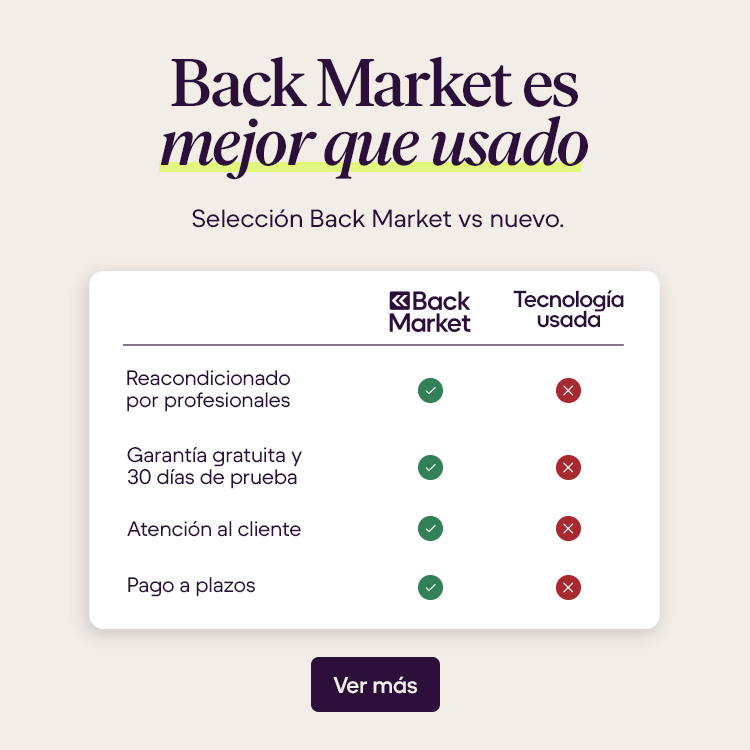 Back Market es
mejor que usado
Selección Back Market vs nuevo.
Back
Market
Tecnología
usada
Reacondicionado
por profesionales
Garantía gratuita y
30 días de prueba
Atención al cliente
Pago a plazos
Ver más